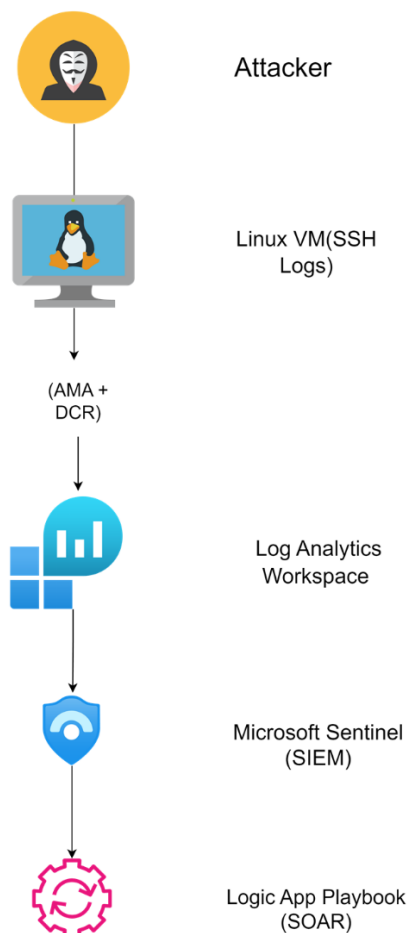 Attacker
Linux VM(SSH
Logs)
(AMA +
DCR)
Log Analytics
Workspace
Microsoft Sentinel
(SIEM)
Logic App Playbook
(SOAR)